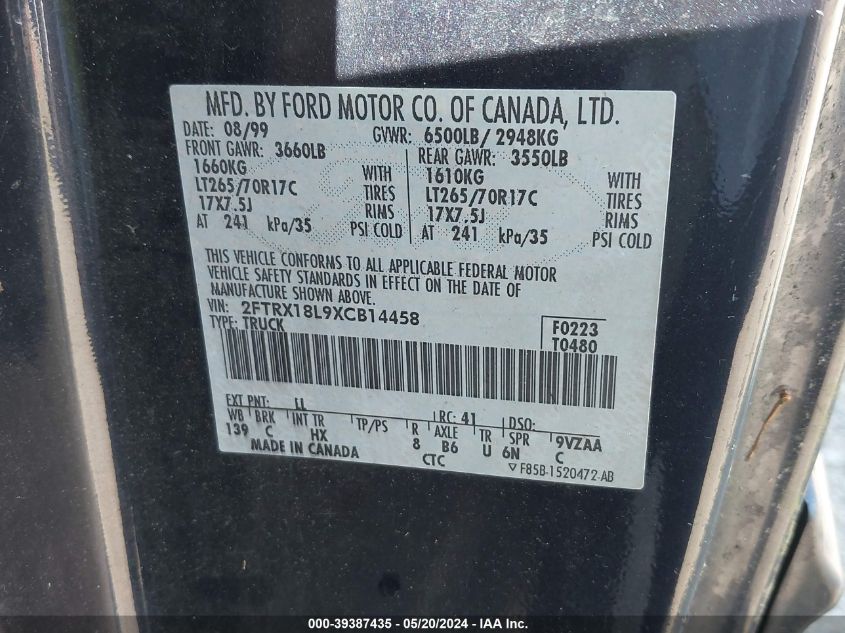 MFD. BY FORD MOTOR CO. OF CANADA, LTD.
DATE 08/99 GVWR: 6500LB/ 2948KG
FRONT GAWR: 3660LB REAR GAWR: 3550LB
1660KG WITH 1610KG WITH
LT265/70R17C TIRES LT265/70R17C TIRES
17X7.5J RIMS 17X7.5J RIMS
AT 241 kPa/35 PSI COLD AT 241 kPa/35 PSI COLD
THIS VEHICLE CONFORMS TO ALL APPLICABLE FEDERAL MOTOR
VEHICLE SAFETY STANDARDS IN EFFECT ON THE DATE OF
MANUFACTURE SHOWN ABOVE.
VIN: 2FTRX18L9XCB14458
TYPE: TRUCK
F0223
T0480
EXT PNT: LL RC: 41 DSO:
WB BRK INT TR TP/PS R AXLE TR SPR 9VZAA
139 C HX 8 B6 U 6N C
MADE IN CANADA CTC ▽ F85B-1520472-AB
000-39387435 - 05/20/2024 - IAA Inc.